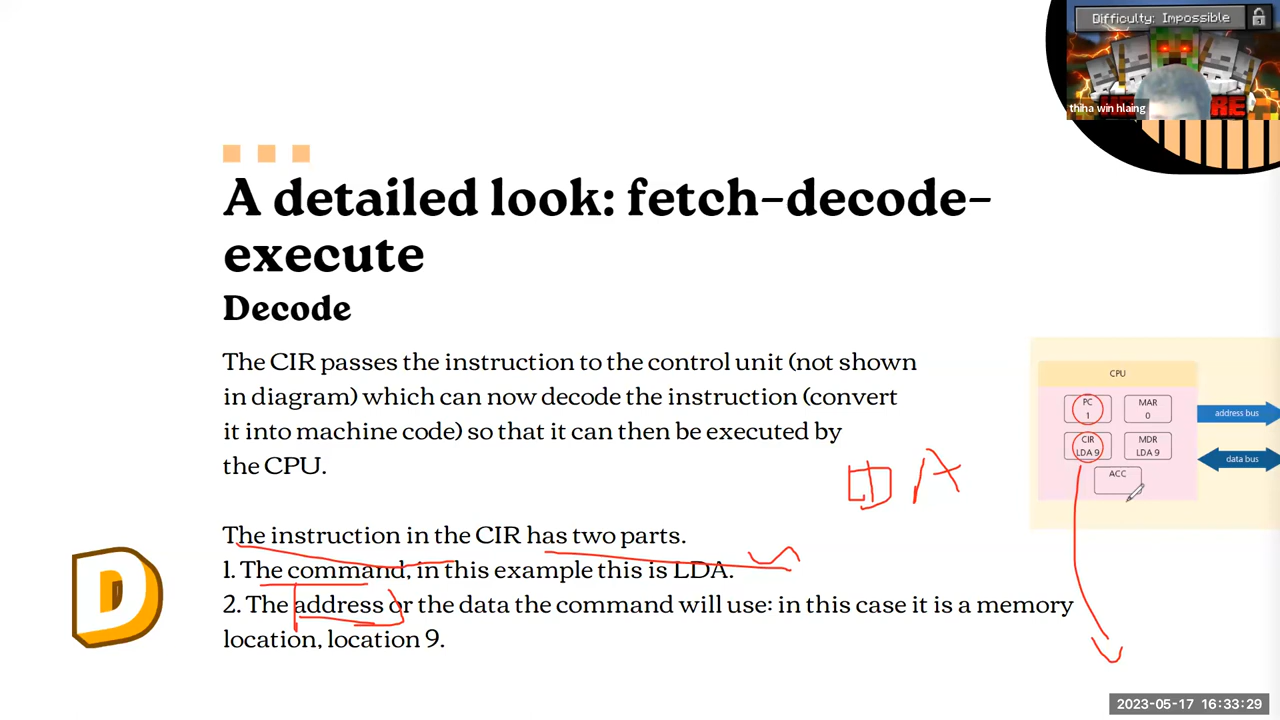 Difficulty: Impossible
thiha win hlaing
A detailed look: fetch-decode-
execute
Decode
The CIR passes the instruction to the control unit (not shown
in diagram) which can now decode the instruction (convert
it into machine code) so that it can then be executed by
the CPU.
The instruction in the CIR has two parts.
1. The command, in this example this is LDA.
2. The address or the data the command will use: in this case it is a memory
location, location 9.
D
A
CPU
PC
1
MAR
0
address bus
CIR
LDA 9
MDR
LDA 9
data bus
ACC
2023-05-17 16:33:29